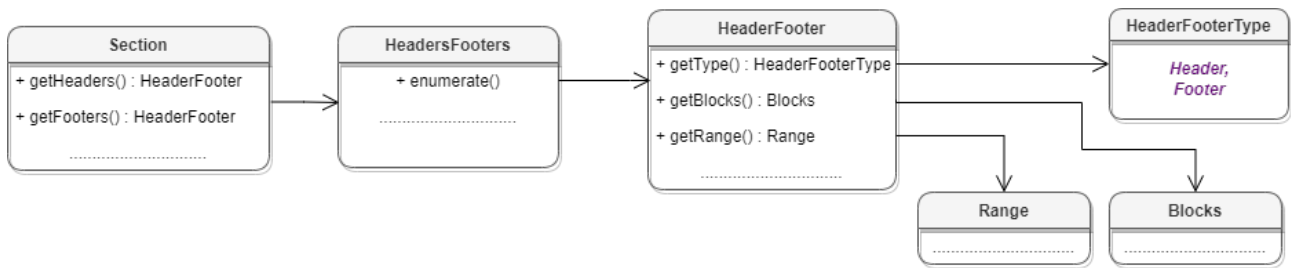 Section
+ getHeaders() : HeaderFooter
+ getFooters() : HeaderFooter
HeadersFooters
+ enumerate()
HeaderFooter
+ getType() : HeaderFooterType
+ getBlocks() : Blocks
+ getRange() : Range
HeaderFooterType
Header,
Footer
Range
Blocks